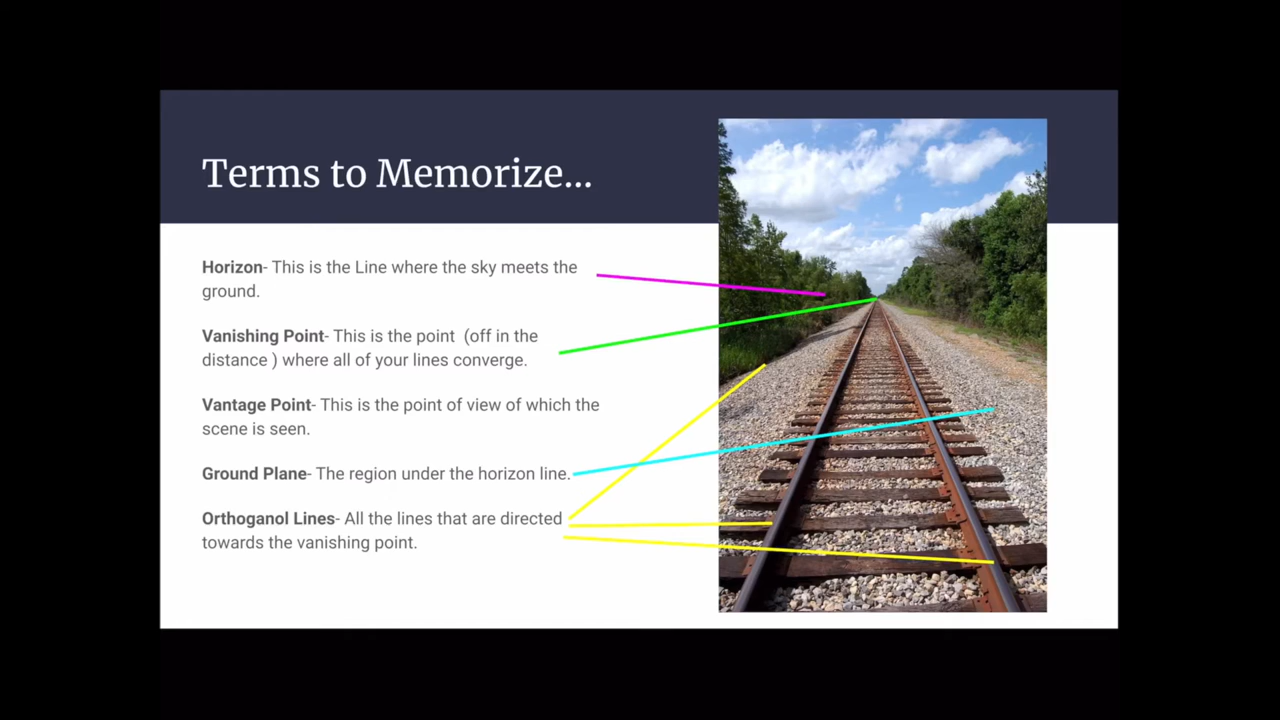 Terms to Memorize...
Horizon- This is the Line where the sky meets the
ground.
Vanishing Point- This is the point (off in the
distance ) where all of your lines converge.
Vantage Point- This is the point of view of which the
scene is seen.
Ground Plane- The region under the horizon line.
Orthoganol Lines- All the lines that are directed
towards the vanishing point.